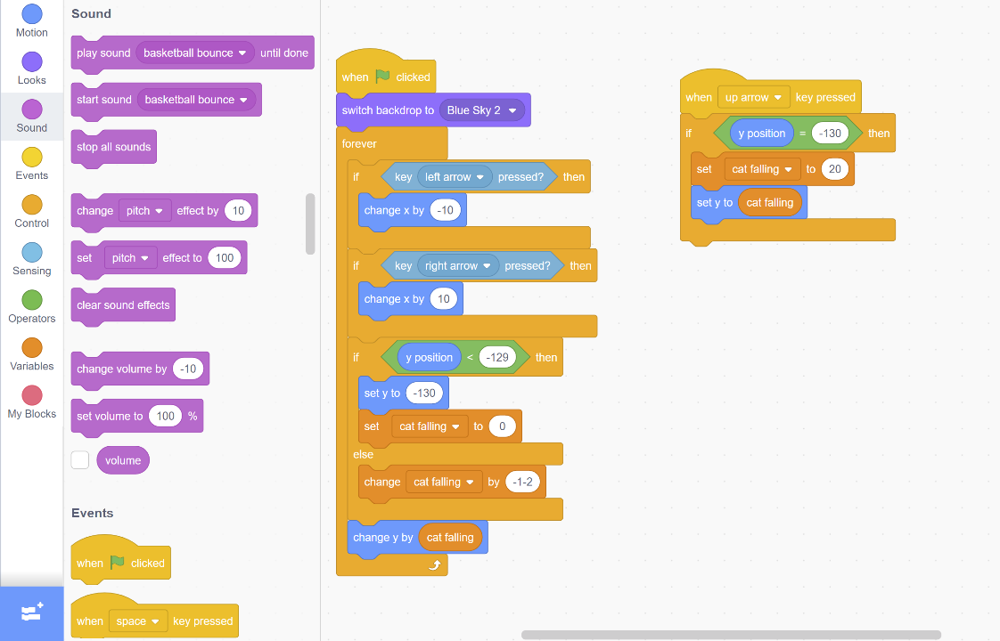 Motion
Looks
Sound
Events
Control
Sensing
Operators
Variables
My Blocks
Sound
play sound basketball bounce until done
start sound basketball bounce
stop all sounds
change pitch effect by 10
set pitch effect to 100
clear sound effects
change volume by -10
set volume to 100 %
volume
Events
when clicked
when space key pressed
when clicked
switch backdrop to Blue Sky 2
forever
if key left arrow pressed? then
change x by -10
if key right arrow pressed? then
change x by 10
if y position < -129 then
set y to -130
set cat falling to 0
else
change cat falling by -1-2
change y by cat falling
when up arrow key pressed
if y position = -130 then
set cat falling to 20
set y to cat falling